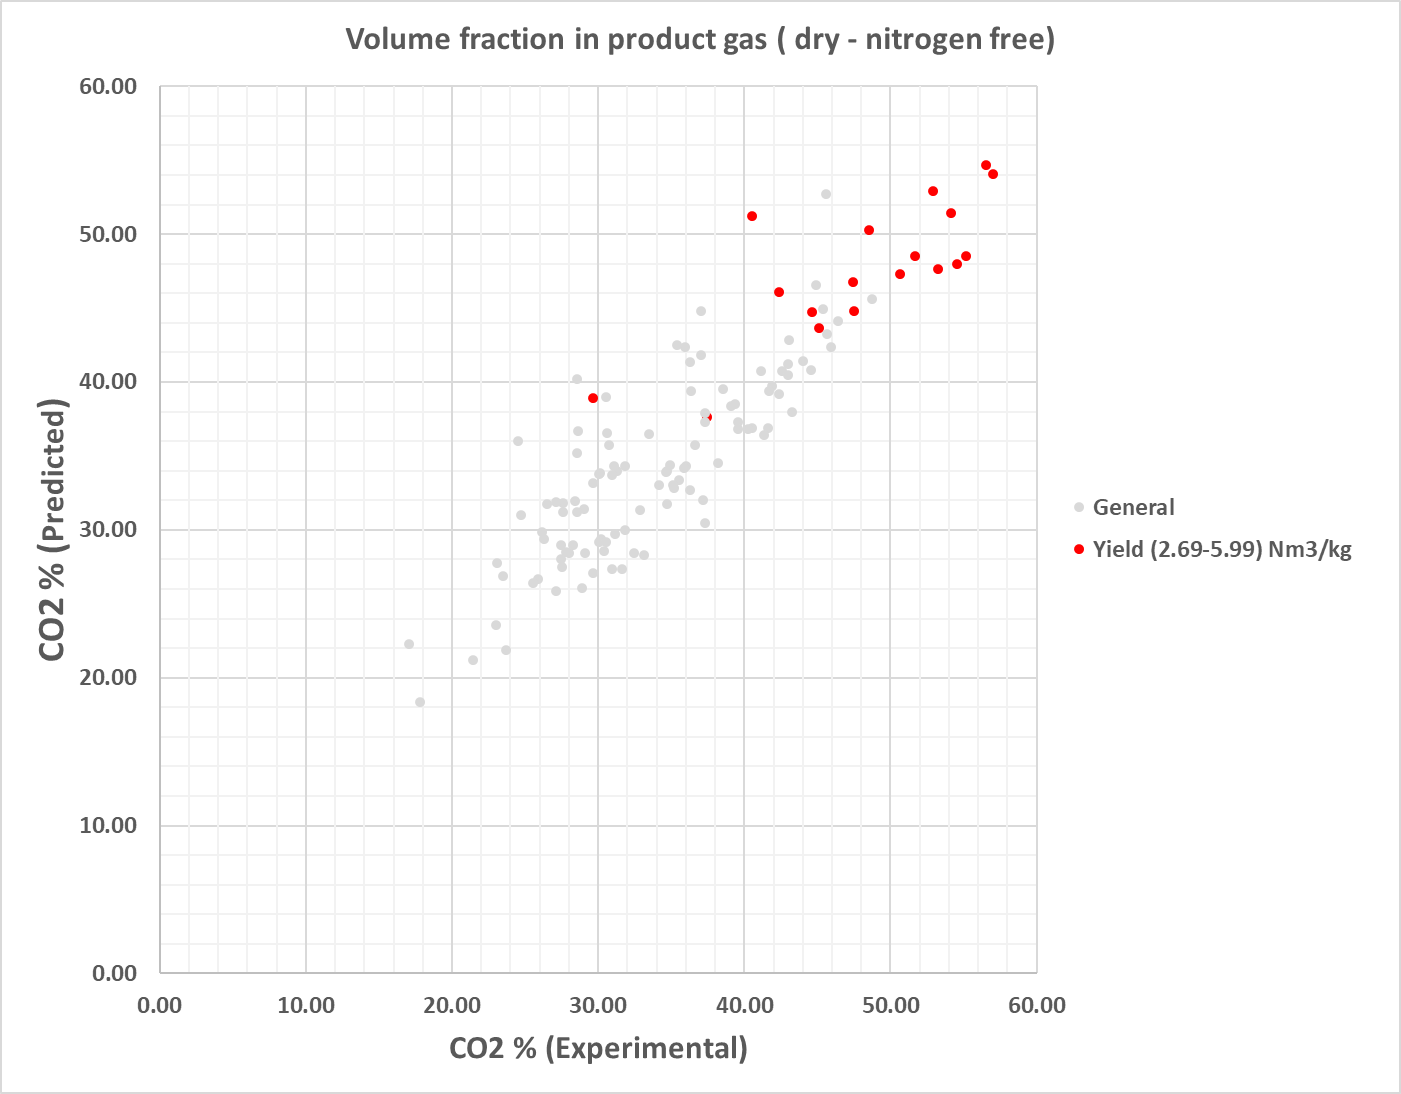 Volume fraction in product gas ( dry - nitrogen free)
60.00
50.00
40.00
30.00
20.00
10.00
0.00
CO2 % (Predicted)
0.00 10.00 20.00 30.00 40.00 50.00 60.00
CO2 % (Experimental)
General
Yield (2.69-5.99) Nm3/kg